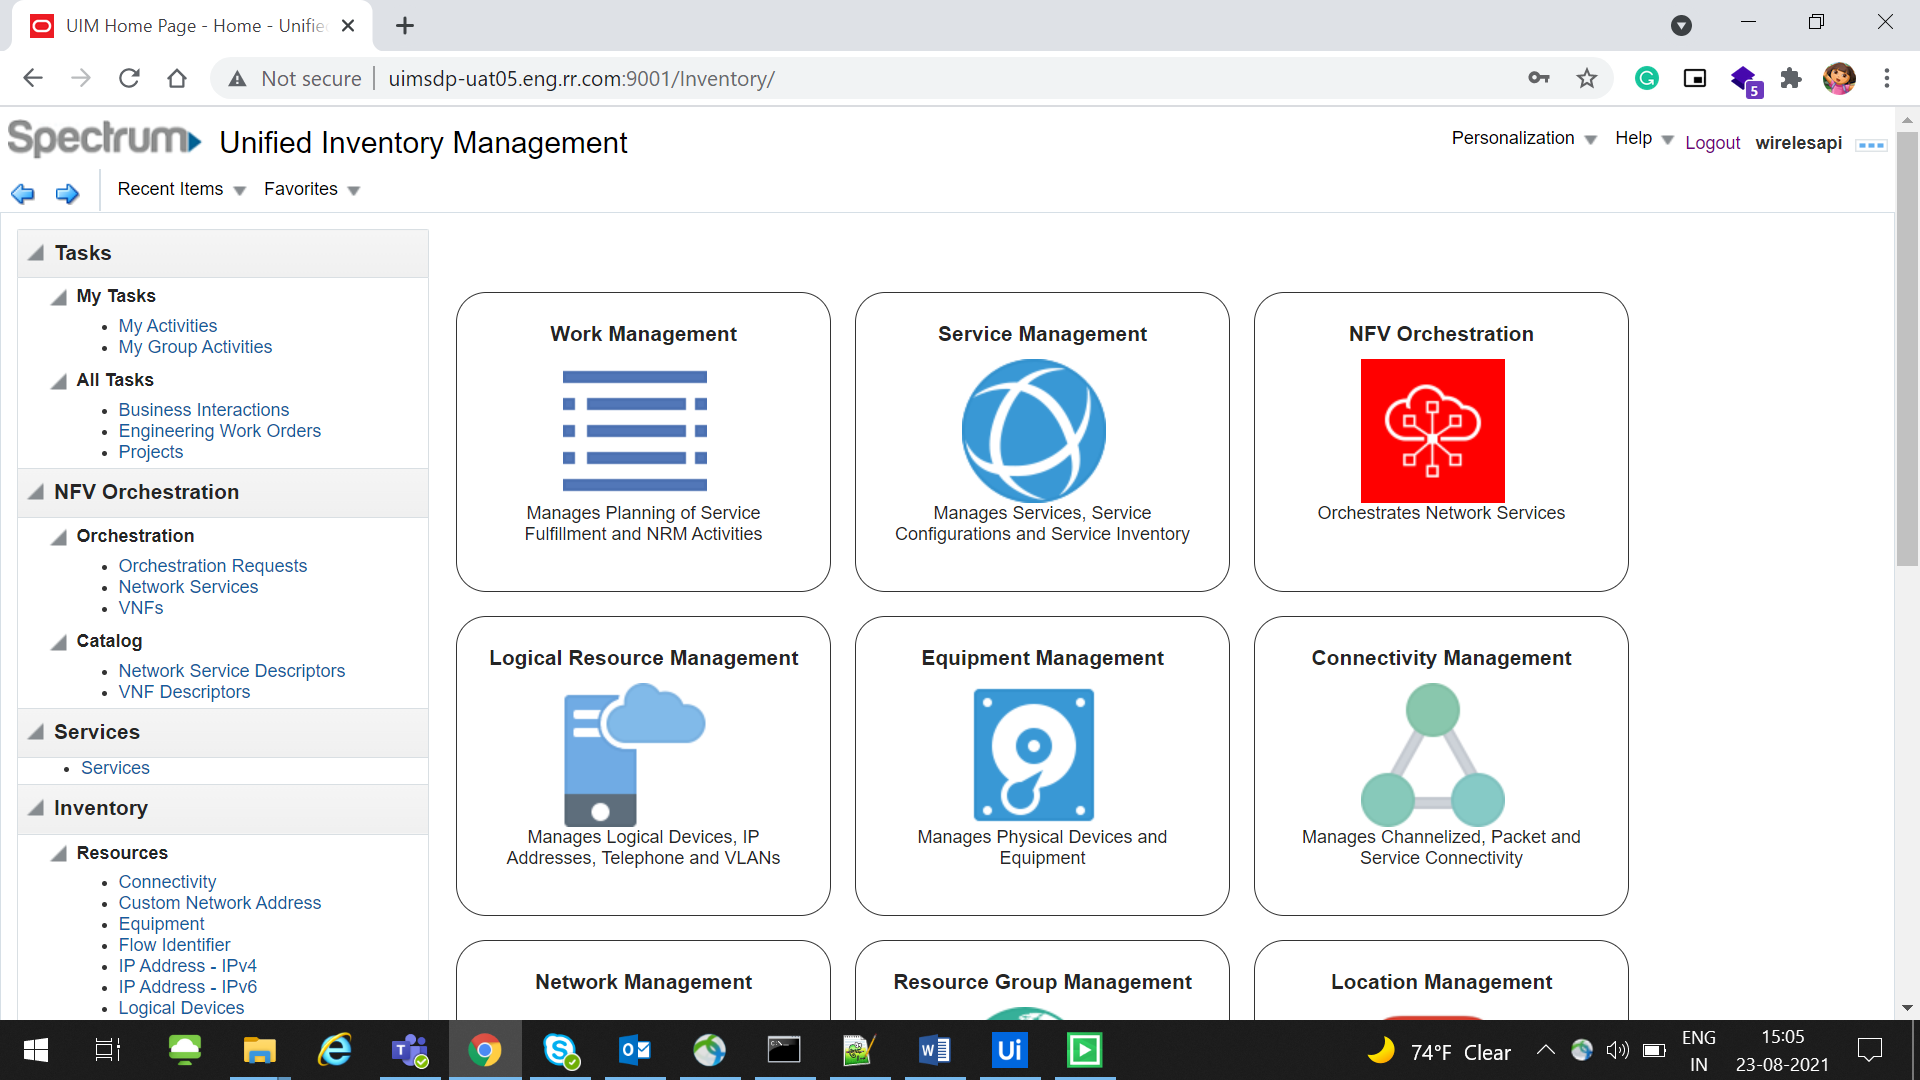 UIM Home Page - Home - Unifie
Not secure
uimsdp-uat05.eng.rr.com:9001/Inventory/
5
Spectrum
Unified Inventory Management
Personalization
Help
Logout
wirelesapi
Recent Items
Favorites
Tasks
My Tasks
My Activities
My Group Activities
All Tasks
Business Interactions
Engineering Work Orders
Projects
NFV Orchestration
Orchestration
Orchestration Requests
Network Services
VNFs
Catalog
Network Service Descriptors
VNF Descriptors
Services
Services
Inventory
Resources
Connectivity
Custom Network Address
Equipment
Flow Identifier
IP Address - IPv4
IP Address - IPv6
Logical Devices
Work Management
Manages Planning of Service
Fulfillment and NRM Activities
Service Management
Manages Services, Service
Configurations and Service Inventory
NFV Orchestration
Orchestrates Network Services
Logical Resource Management
Manages Logical Devices, IP
Addresses, Telephone and VLANs
Equipment Management
Manages Physical Devices and
Equipment
Connectivity Management
Manages Channelized, Packet and
Service Connectivity
Network Management
Resource Group Management
Location Management
Ui
74°F Clear
ENG
IN
15:05
23-08-2021